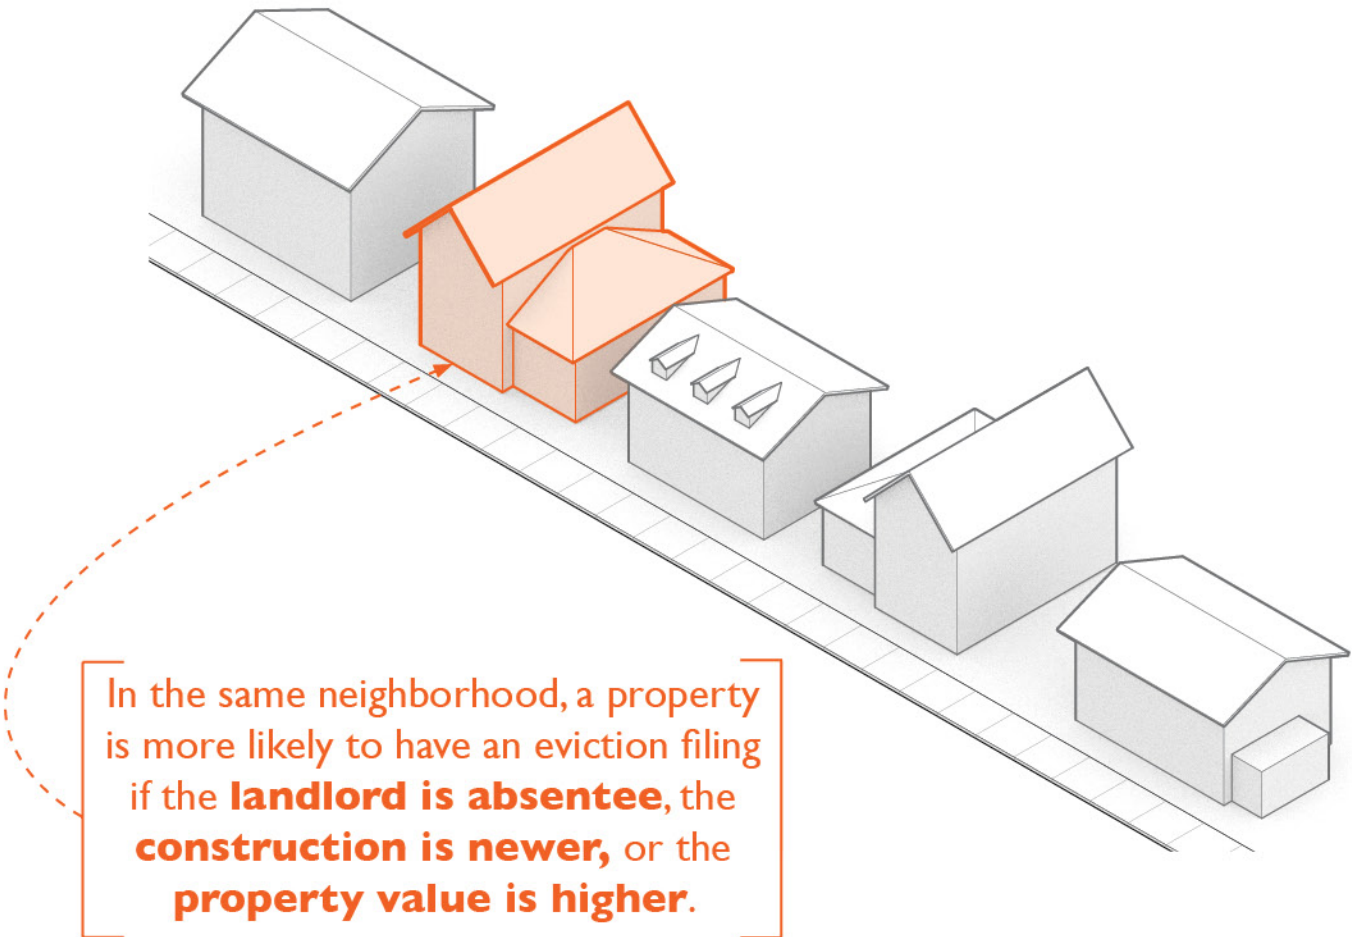 In the same neighborhood, a property
is more likely to have an eviction filing
if the landlord is absentee, the
construction is newer, or the
property value is higher.